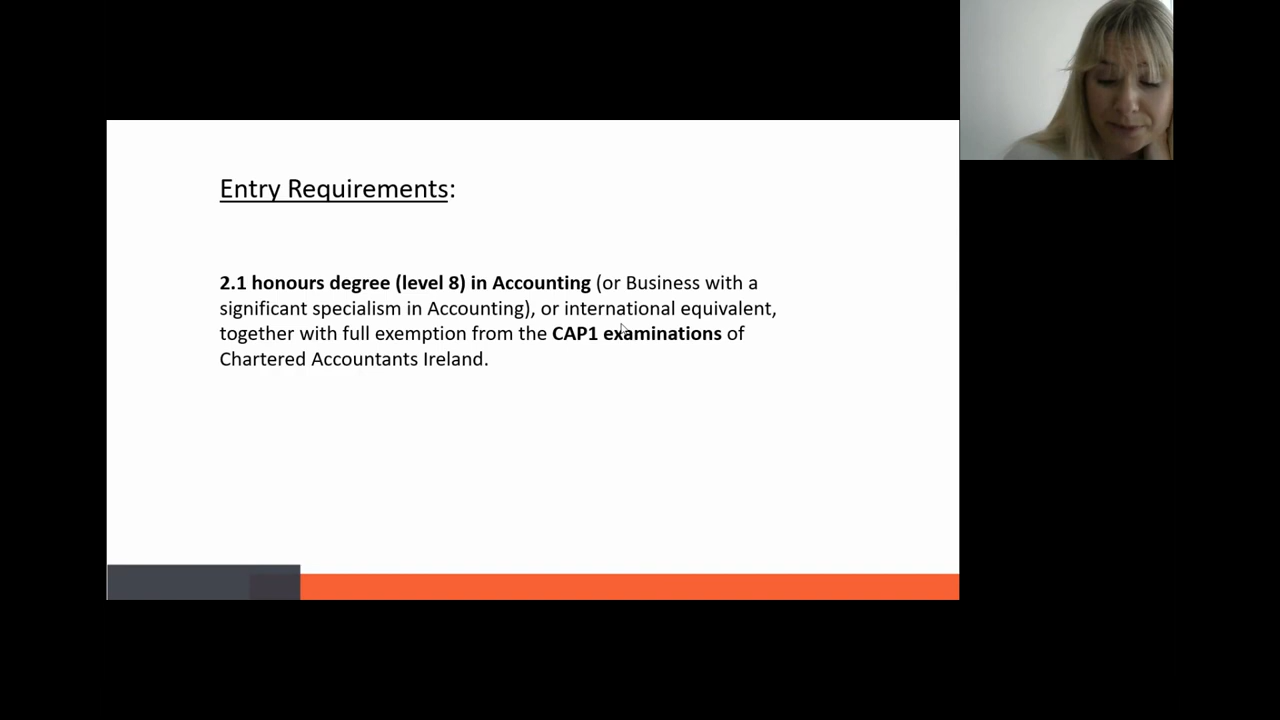 Entry Requirements:
2.1 honours degree (level 8) in Accounting (or Business with a
significant specialism in Accounting), or international equivalent,
together with full exemption from the CAP1 examinations of
Chartered Accountants Ireland.